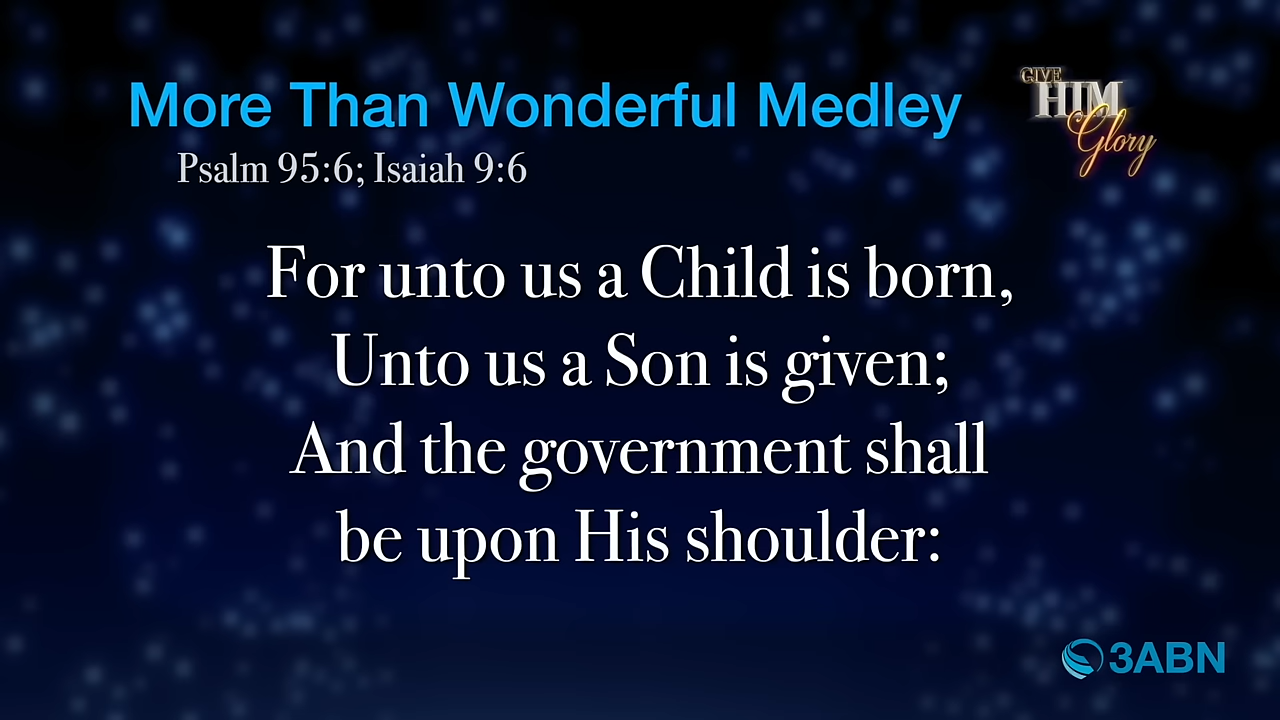 More Than Wonderful Medley
GIVE
HIM
Glory
Psalm 95:6; Isaiah 9:6
For unto us a Child is born,
Unto us a Son is given;
And the government shall
be upon His shoulder:
3ABN